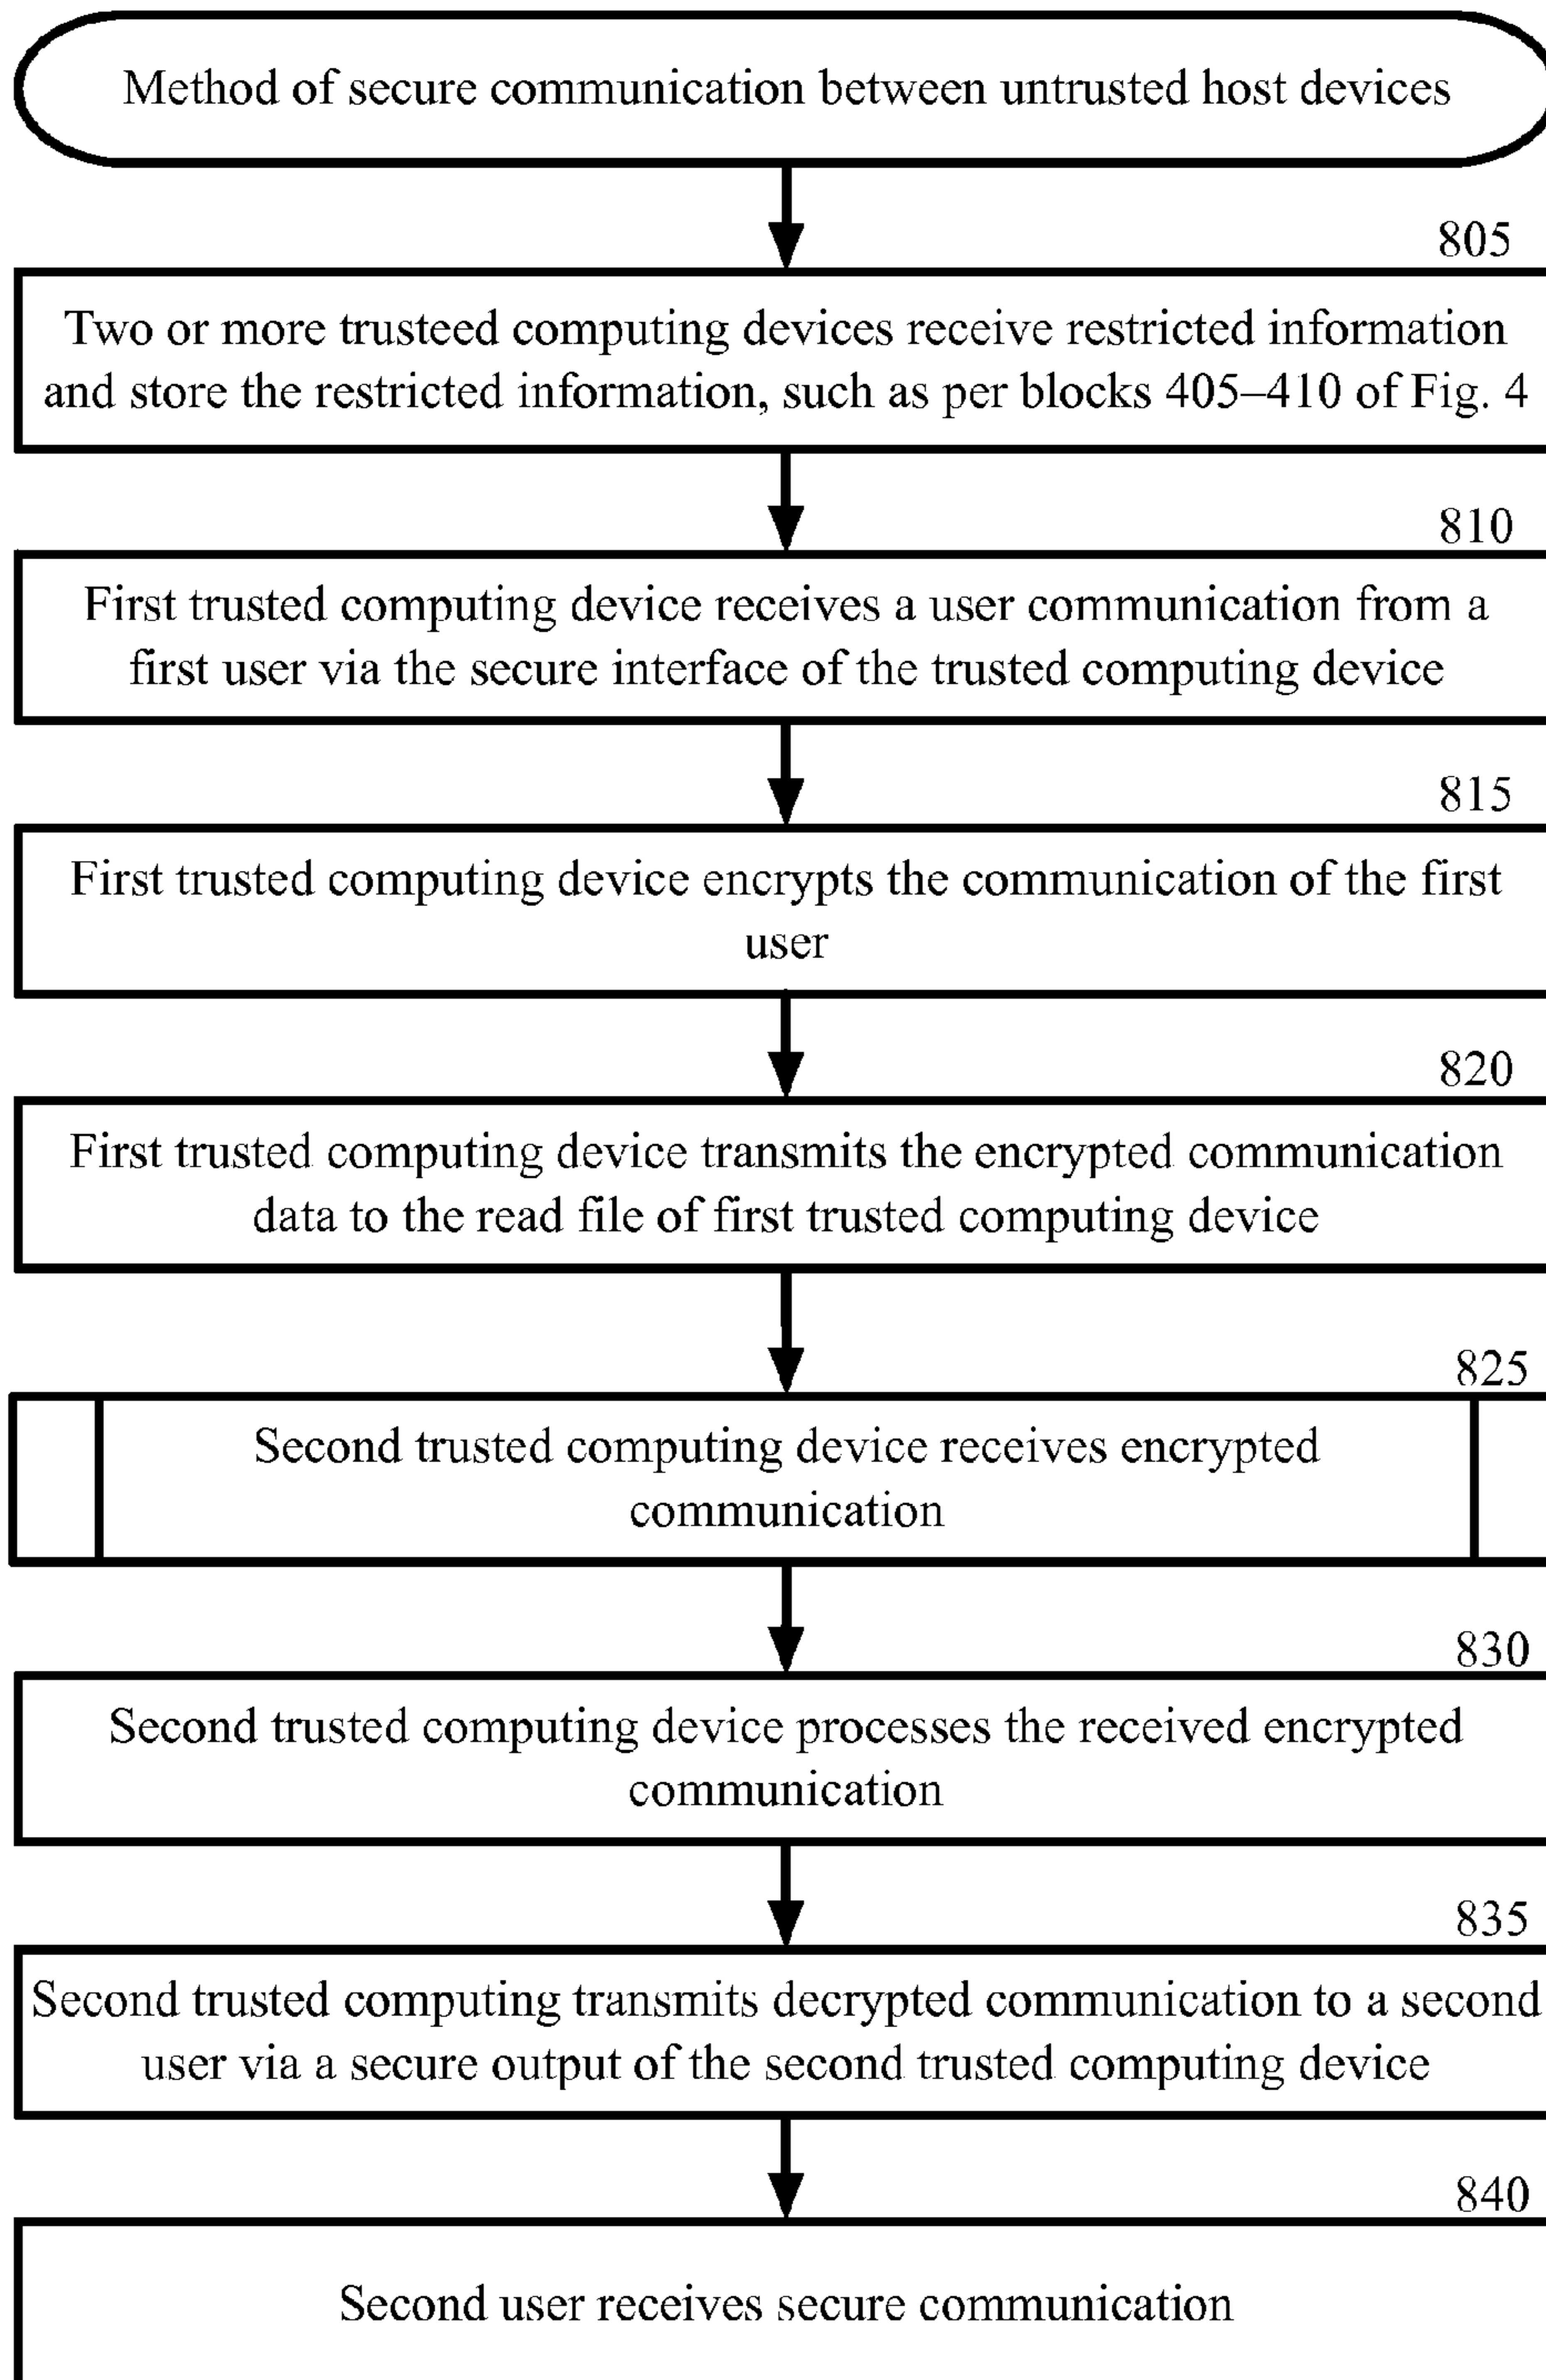 Method of secure communication between untrusted host devices
805
Two or more trusteed computing devices receive restricted information
and store the restricted information, such as per blocks 405–410 of Fig. 4
810
First trusted computing device receives a user communication from a
first user via the secure interface of the trusted computing device
815
First trusted computing device encrypts the communication of the first
user
820
First trusted computing device transmits the encrypted communication
data to the read file of first trusted computing device
825
Second trusted computing device receives encrypted
communication
830
Second trusted computing device processes the received encrypted
communication
835
Second trusted computing transmits decrypted communication to a second
user via a secure output of the second trusted computing device
840
Second user receives secure communication